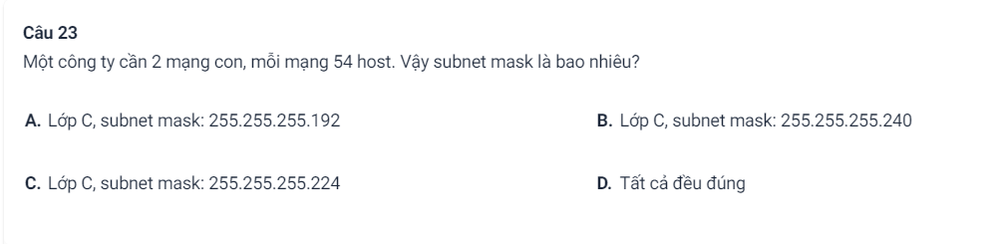 Câu 23
Một công ty cần 2 mạng con, mỗi mạng 54 host. Vậy subnet mask là bao nhiêu?
A. Lớp C, subnet mask: 255.255.255.192
B. Lớp C, subnet mask: 255.255.255.240
C. Lớp C, subnet mask: 255.255.255.224
D. Tất cả đều đúng